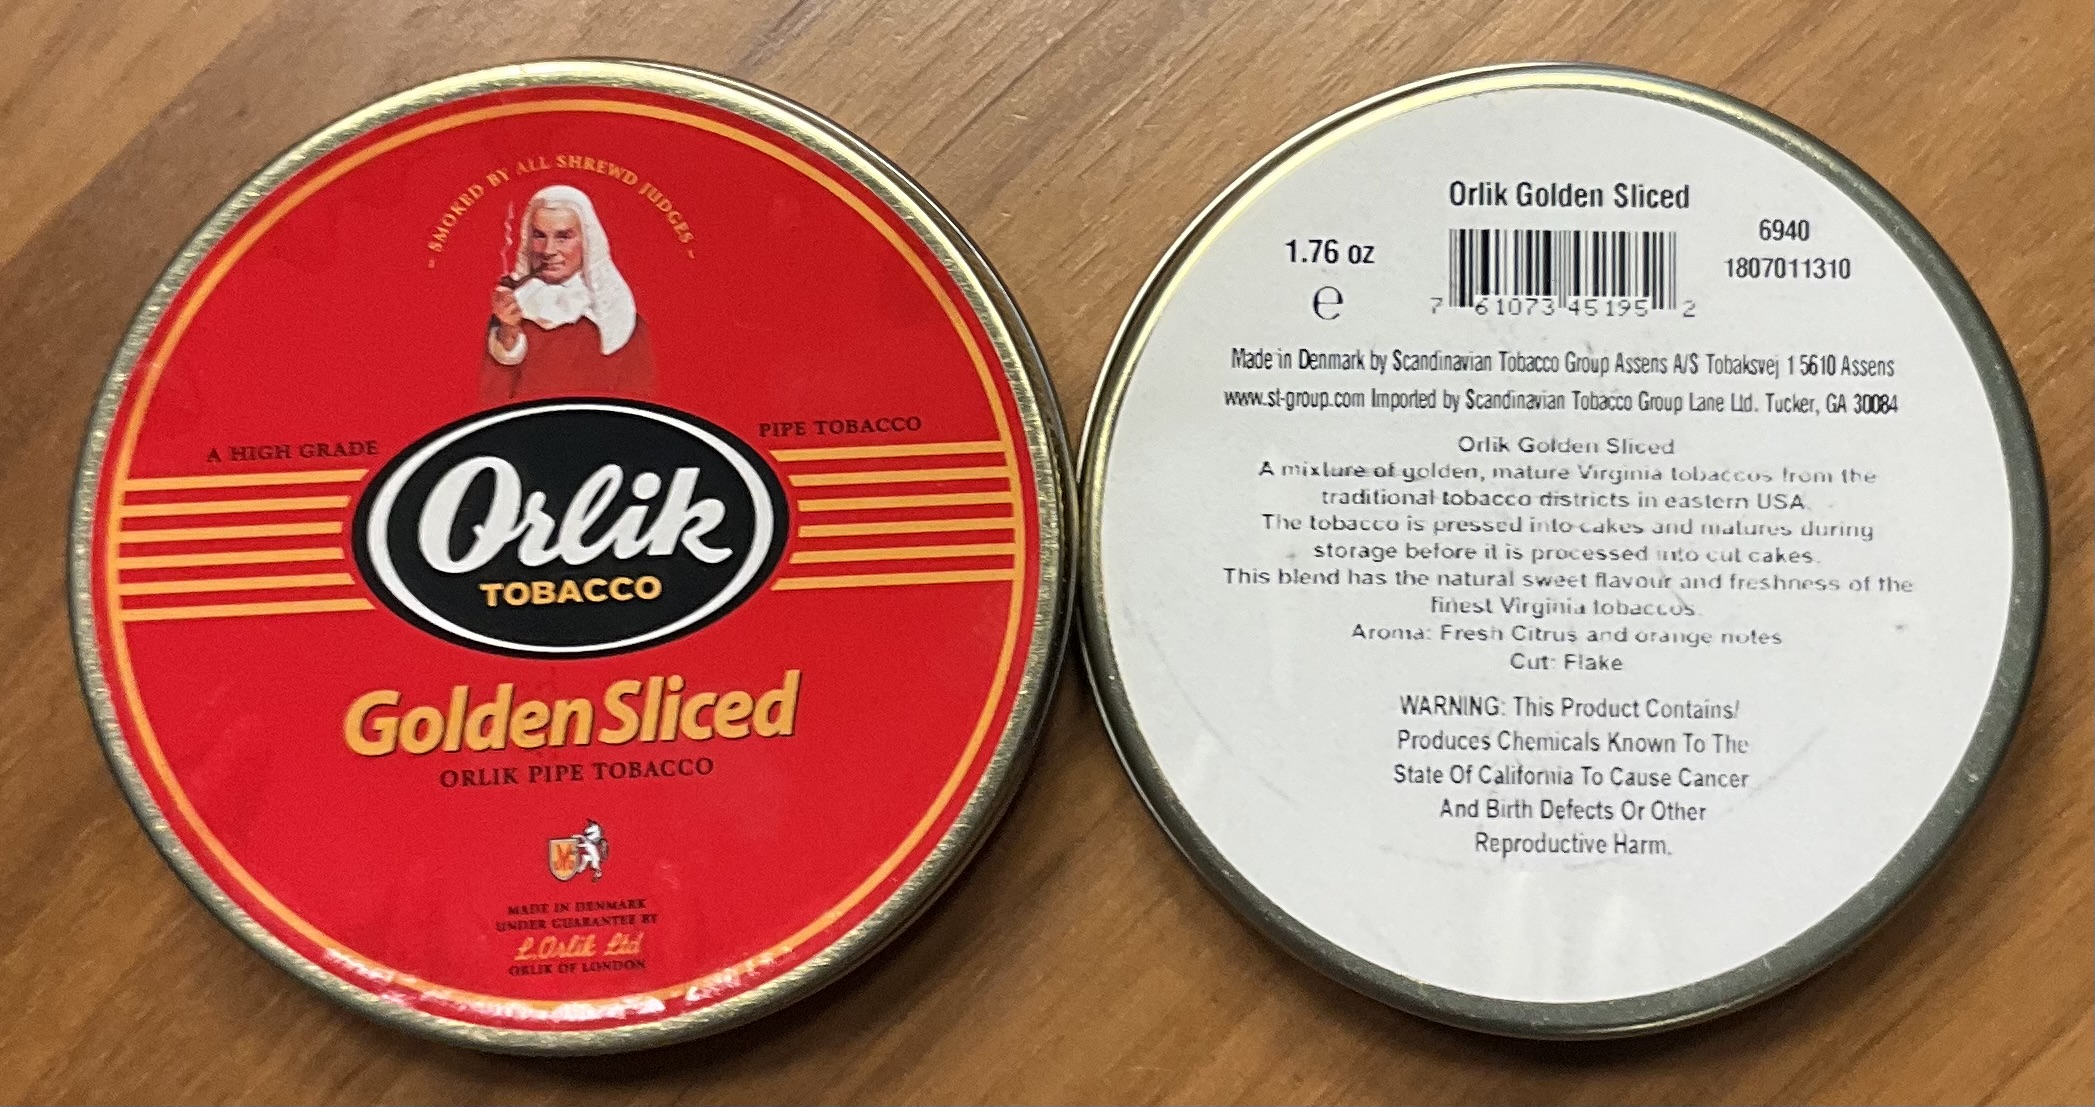 - SMOKED BY ALL SHREWD JUDGES -
A HIGH GRADE
PIPE TOBACCO
Orlik
TOBACCO
Golden Sliced
ORLIK PIPE TOBACCO
MADE IN DENMARK
UNDER GUARANTEE BY
L.Orlik Ltd
ORLIK OF LONDON
Orlik Golden Sliced
1.76 oz
e
6940
1807011310
7 61073 45195 2
Made in Denmark by Scandinavian Tobacco Group Assens A/S Tobaksvej 1 5610 Assens
www.st-group.com Imported by Scandinavian Tobacco Group Lane Ltd. Tucker, GA 30084
Orlik Golden Sliced
A mixture of golden, mature Virginia tobaccos from the
traditional tobacco districts in eastern USA.
The tobacco is pressed into cakes and matures during
storage before it is processed into cut cakes.
This blend has the natural sweet flavour and freshness of the
finest Virginia tobaccos.
Aroma: Fresh Citrus and orange notes
Cut: Flake
WARNING: This Product Contains/
Produces Chemicals Known To The
State Of California To Cause Cancer
And Birth Defects Or Other
Reproductive Harm.